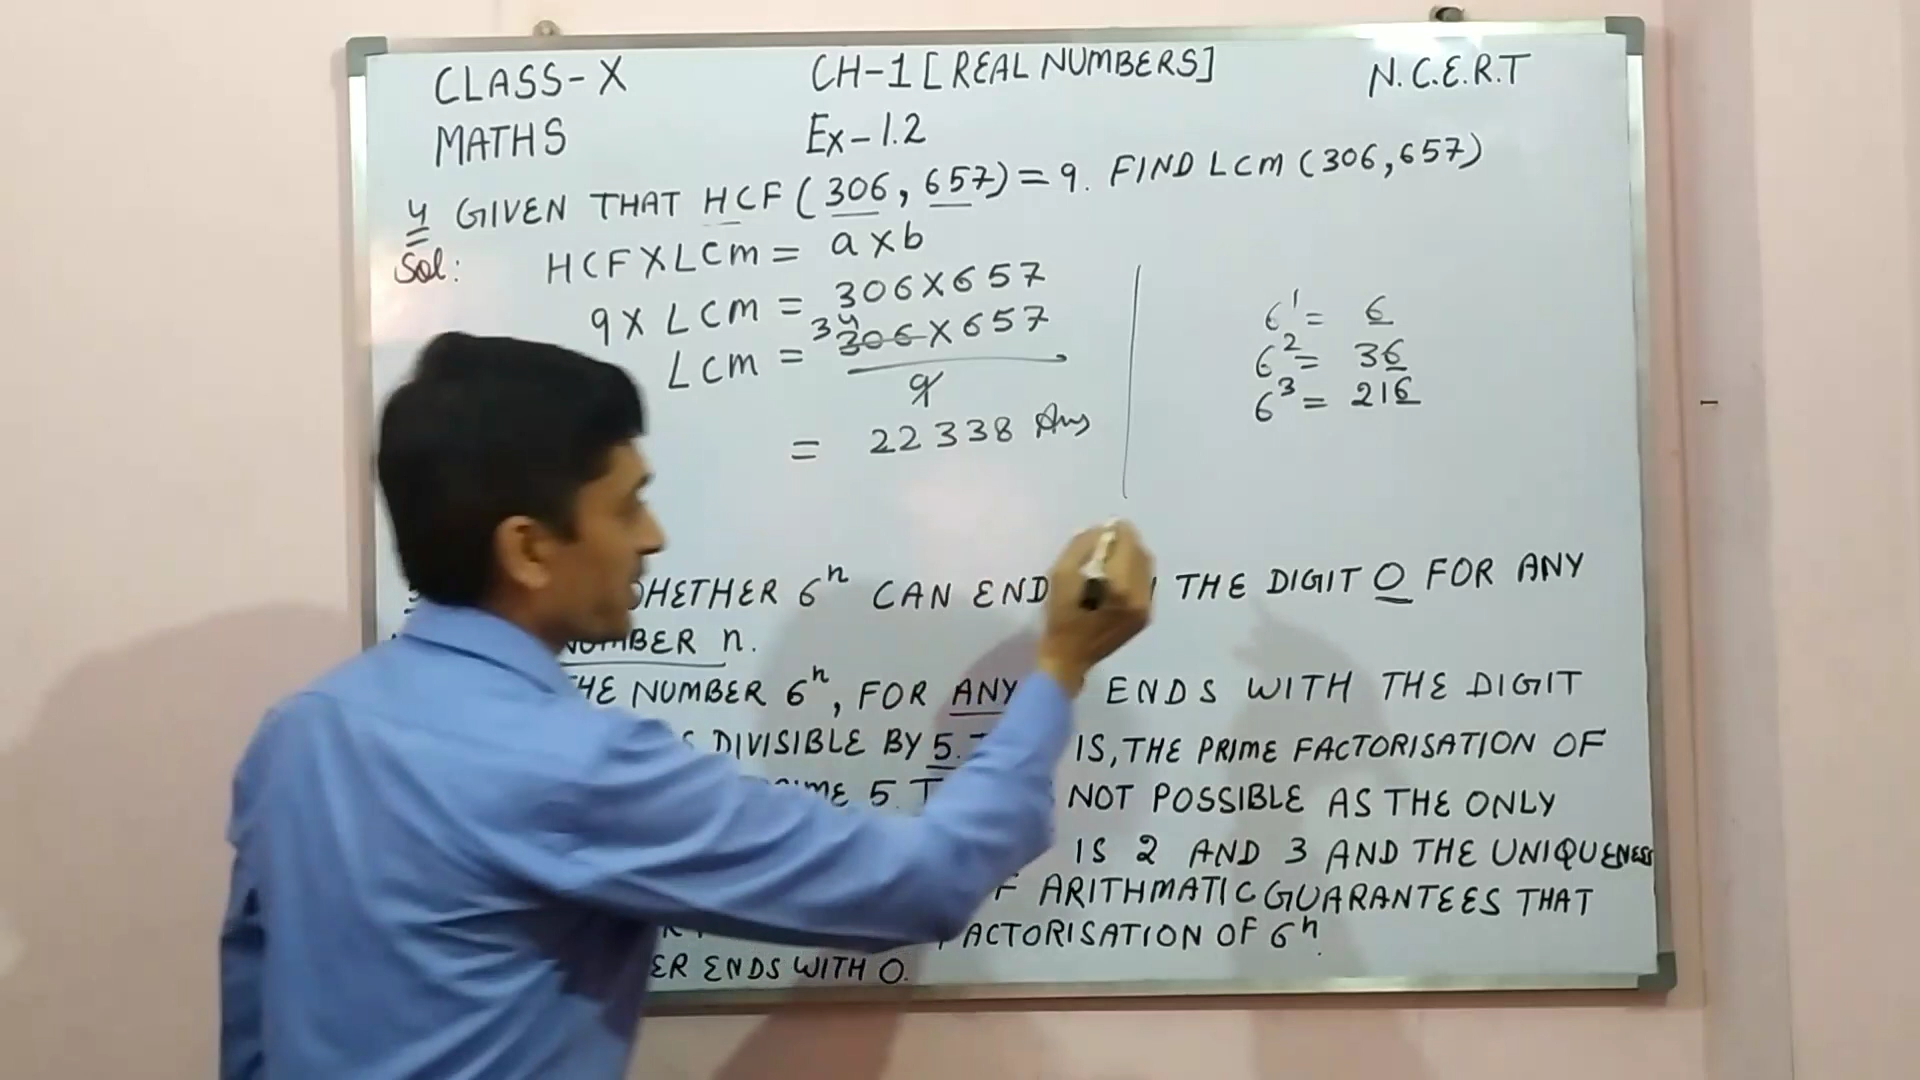 CLASS-X CH-1 [REAL NUMBERS] N.C.E.R.T
MATHS Ex-1.2
4 GIVEN THAT HCF (306, 657) = 9. FIND LCM (306,657)
Sol: HCF X LCM = a x b
9 X LCM = 306 X 657
34
LCM = 306 X 657
9
= 22338 Ans
6¹ = 6
6² = 36
6³ = 216
WHETHER 6ⁿ CAN END THE DIGIT 0 FOR ANY
NUMBER n.
THE NUMBER 6ⁿ, FOR ANY ENDS WITH THE DIGIT
DIVISIBLE BY 5. IS, THE PRIME FACTORISATION OF
5. NOT POSSIBLE AS THE ONLY
IS 2 AND 3 AND THE UNIQUENESS
ARITHMATIC GUARANTEES THAT
FACTORISATION OF 6ⁿ.
ENDS WITH 0.